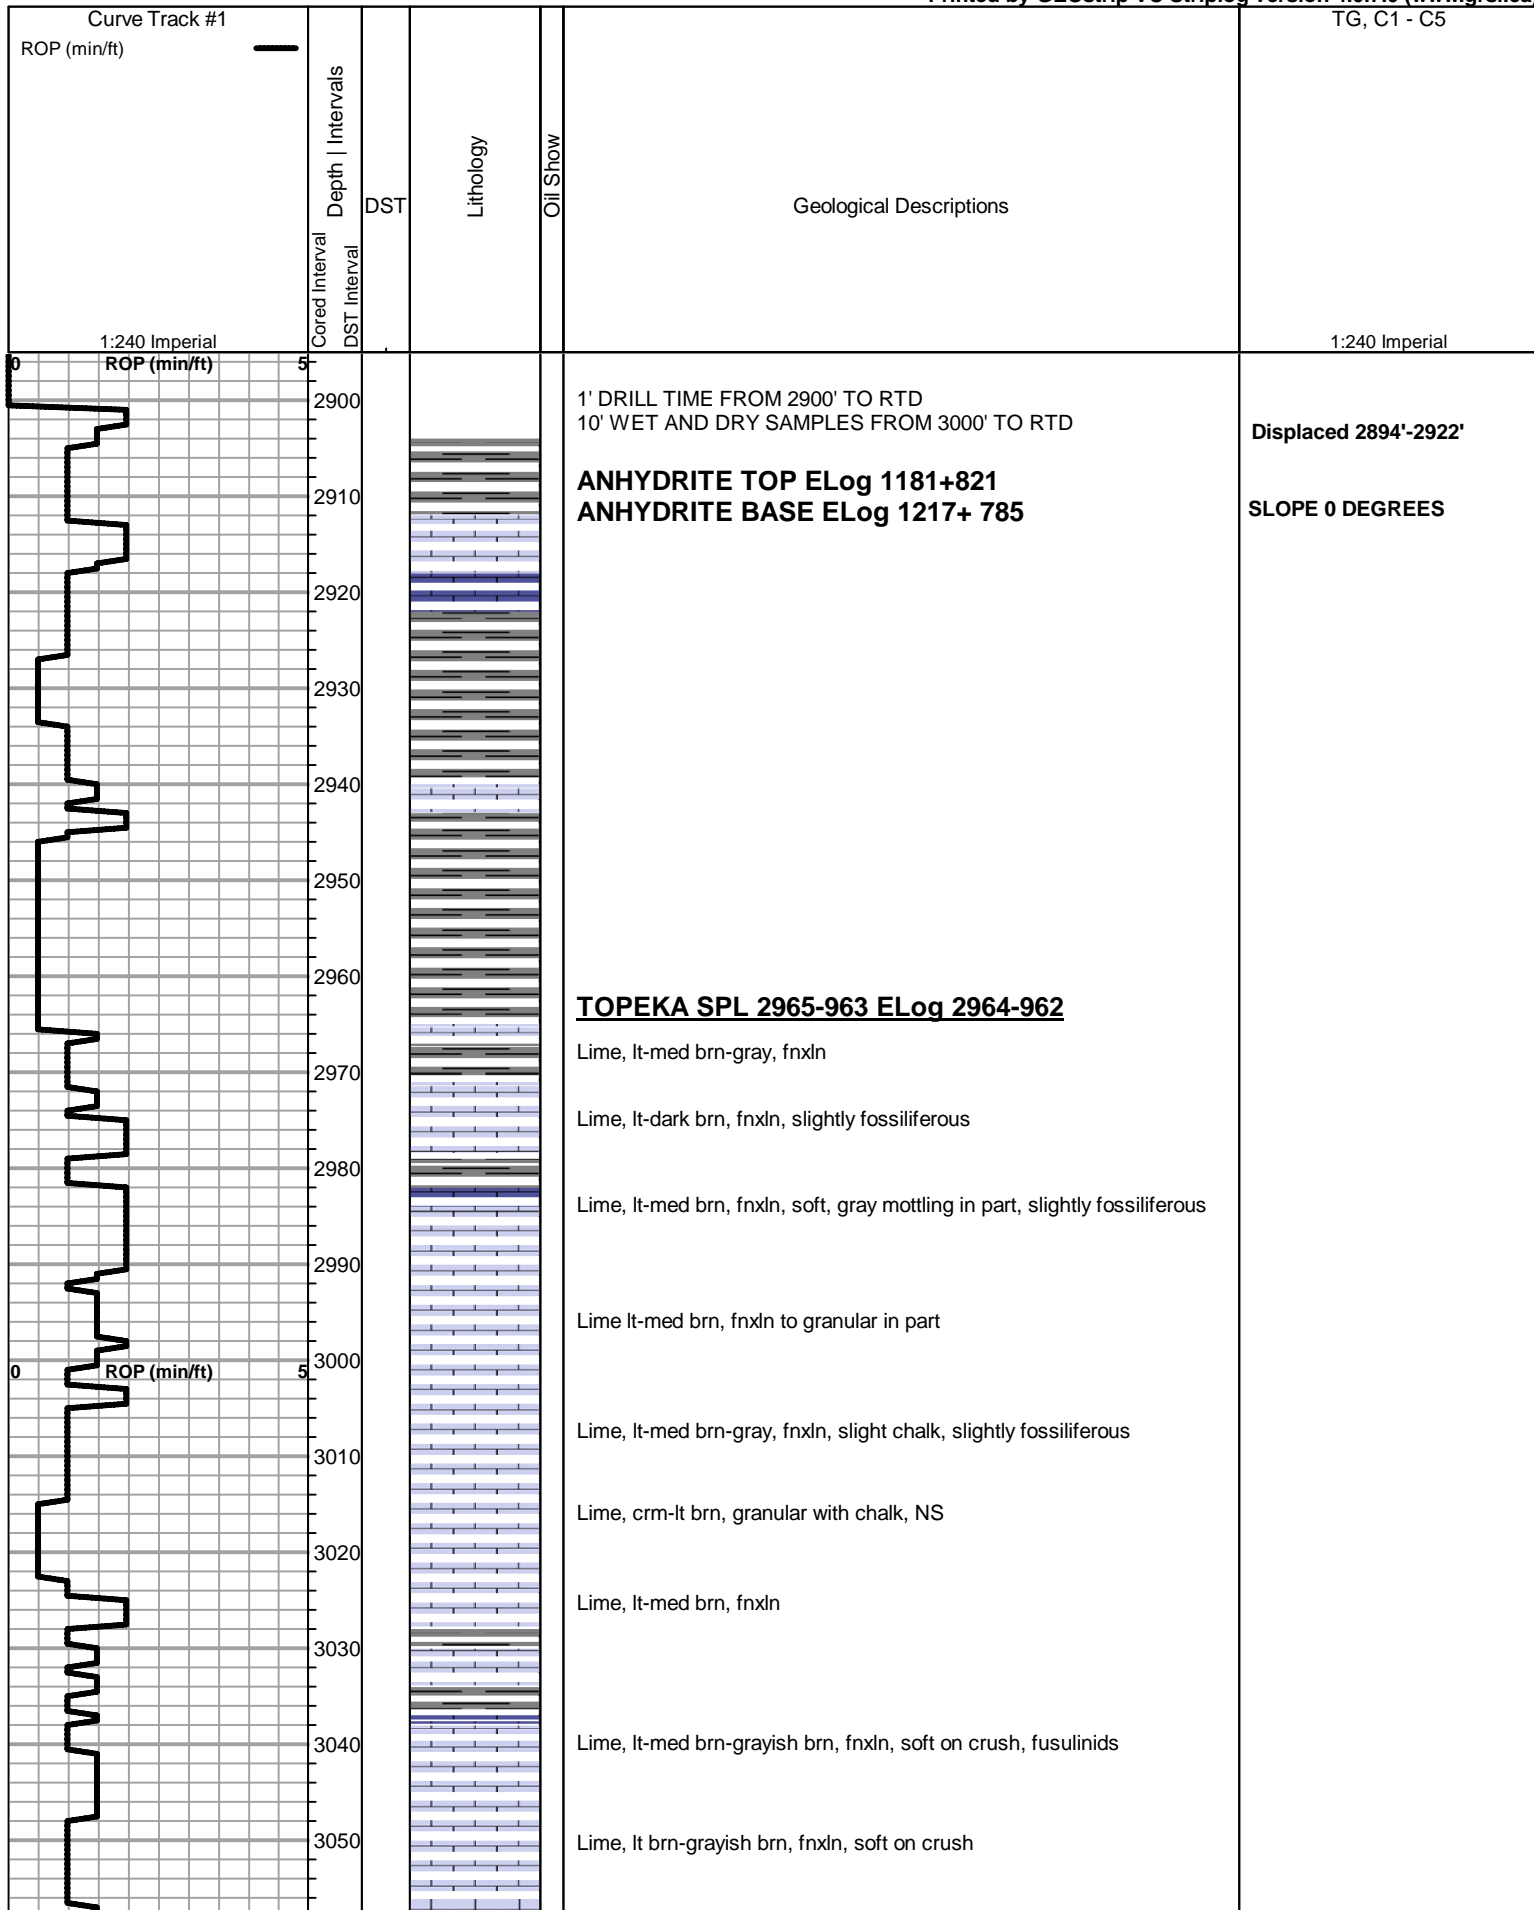 Curve Track #1
ROP (min/ft)
1:240 Imperial
Depth | Intervals
Cored Interval
DST Interval
DST
Lithology
Oil Show
Geological Descriptions
TG, C1 - C5
1:240 Imperial
0 ROP (min/ft) 5
2900
1' DRILL TIME FROM 2900' TO RTD
10' WET AND DRY SAMPLES FROM 3000' TO RTD
Displaced 2894'-2922'
ANHYDRITE TOP ELog 1181+821
2910
ANHYDRITE BASE ELog 1217+ 785
SLOPE 0 DEGREES
2920
2930
2940
2950
2960
TOPEKA SPL 2965-963 ELog 2964-962
Lime, lt-med brn-gray, fnxln
2970
Lime, lt-dark brn, fnxln, slightly fossiliferous
2980
Lime, lt-med brn, fnxln, soft, gray mottling in part, slightly fossiliferous
2990
Lime lt-med brn, fnxln to granular in part
3000
0 ROP (min/ft) 5
Lime, lt-med brn-gray, fnxln, slight chalk, slightly fossiliferous
3010
Lime, crm-lt brn, granular with chalk, NS
3020
Lime, lt-med brn, fnxln
3030
3040
Lime, lt-med brn-grayish brn, fnxln, soft on crush, fusulinids
3050
Lime, lt brn-grayish brn, fnxln, soft on crush